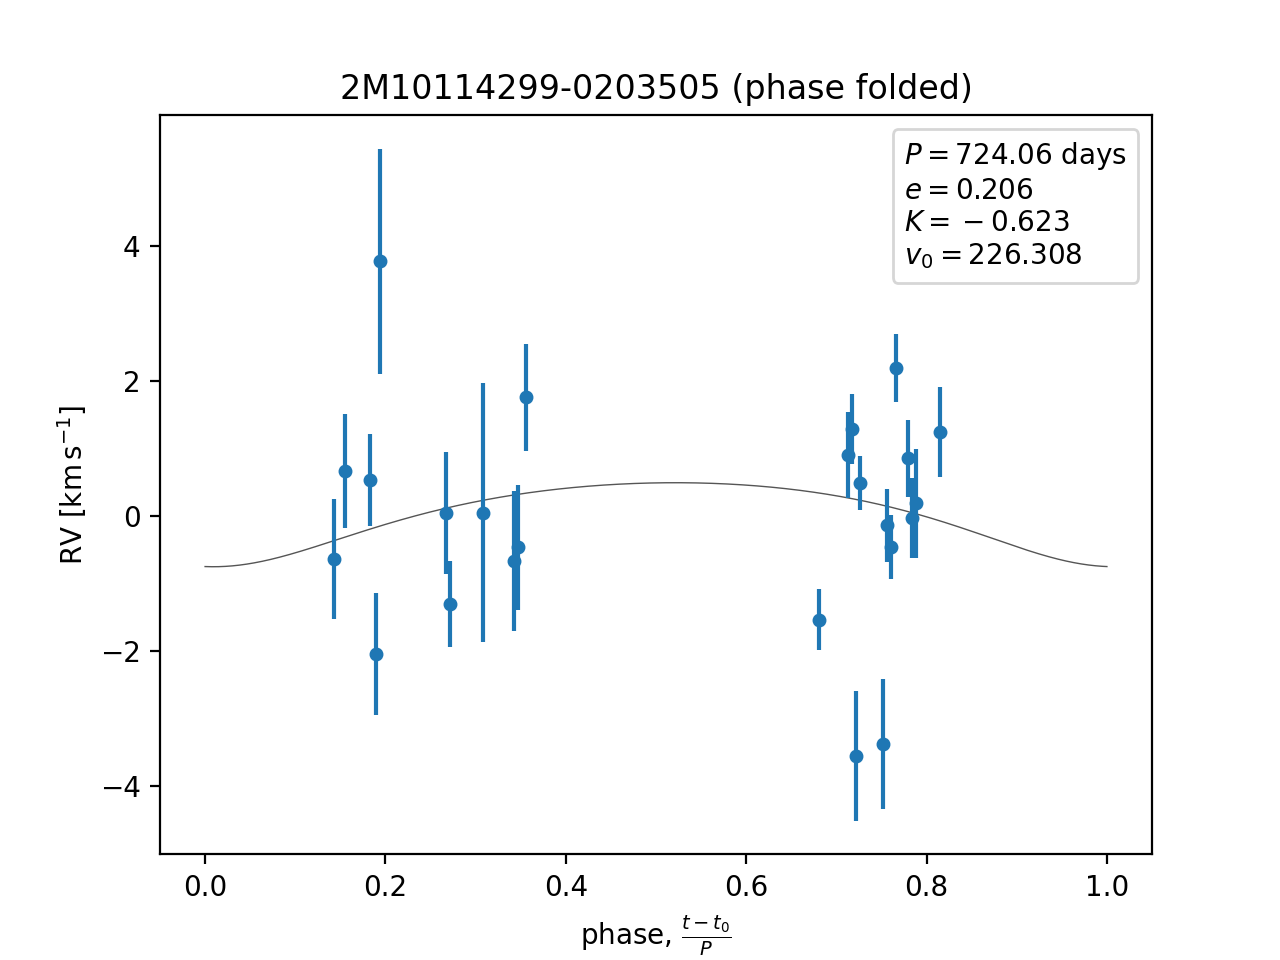 2M10114299-0203505 (phase folded)
P = 724.06 days
e = 0.206
K = −0.623
v₀ = 226.308
RV [km s⁻¹]
4
2
0
−2
−4
0.0 0.2 0.4 0.6 0.8 1.0
phase, (t − t₀)/P